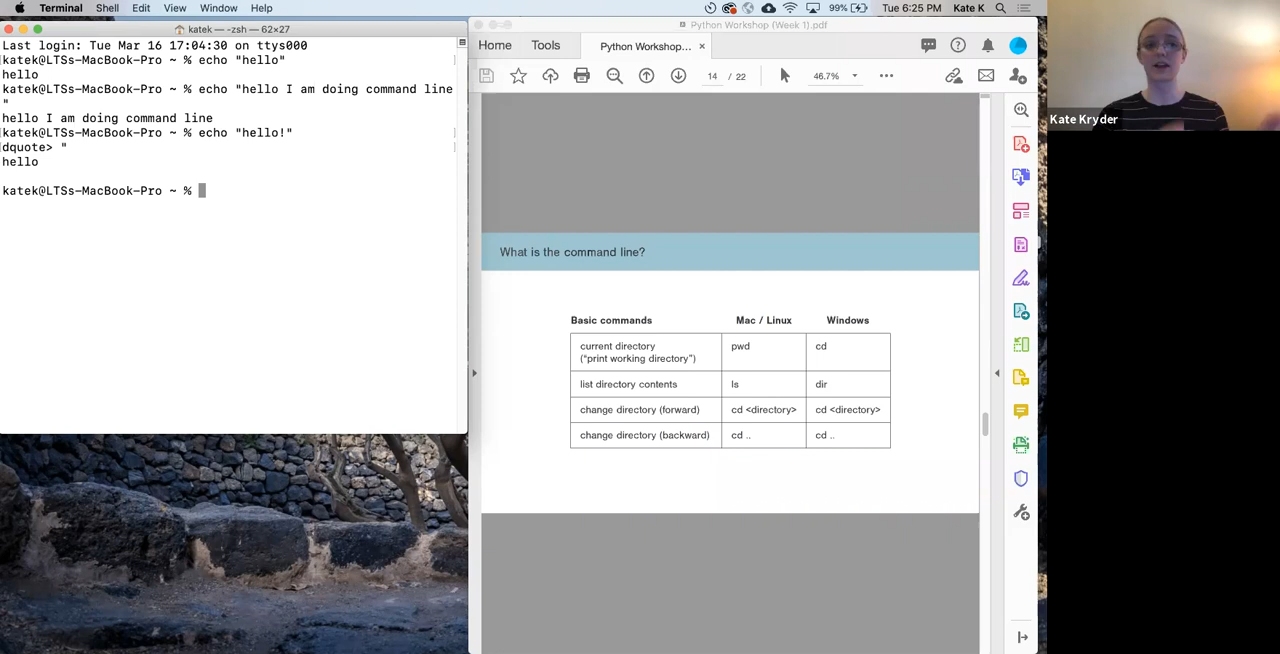 Terminal Shell Edit View Window Help
99% Tue 6:25 PM Kate K
katek — -zsh — 62×27
Last login: Tue Mar 16 17:04:30 on ttys000
katek@LTSs-MacBook-Pro ~ % echo "hello"
hello
katek@LTSs-MacBook-Pro ~ % echo "hello I am doing command line
"
hello I am doing command line
katek@LTSs-MacBook-Pro ~ % echo "hello!"
dquote> "
hello
katek@LTSs-MacBook-Pro ~ %
Python Workshop (Week 1).pdf
Home Tools Python Workshop... ×
14 / 22 46.7%
What is the command line?
Basic commands Mac / Linux Windows
current directory pwd cd
("print working directory")
list directory contents ls dir
change directory (forward) cd <directory> cd <directory>
change directory (backward) cd .. cd ..
Kate Kryder